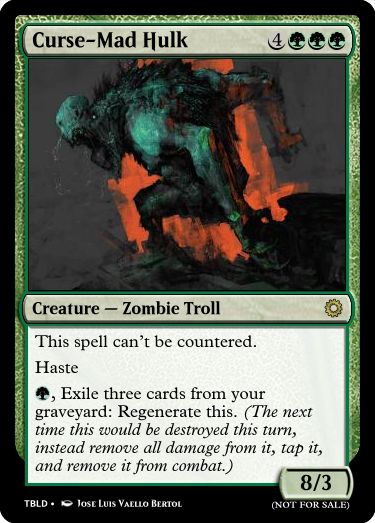 Curse-Mad Hulk 4
Creature — Zombie Troll
This spell can't be countered.
Haste
, Exile three cards from your
graveyard: Regenerate this. (The next
time this would be destroyed this turn,
instead remove all damage from it, tap it,
and remove it from combat.)
8/3
TBLD • Jose Luis Vaello Bertol
(NOT FOR SALE)